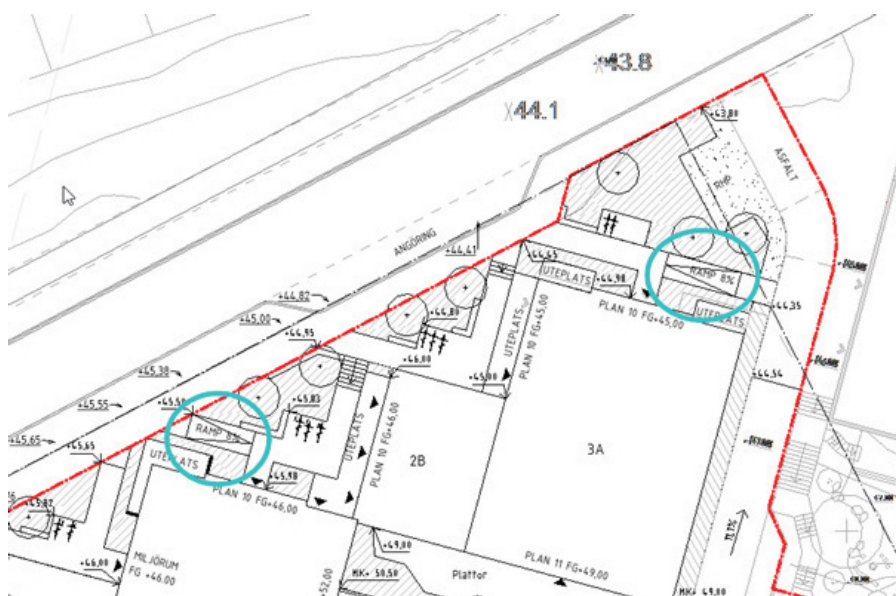 43.8
44.1
+43,80
ASFALT
RMP
ANGÖRING
+44,41
+44,65
UTEPLATS
+44,98
RAMP 8%
PLAN 10 FG+45,00
UTEPLATS
+44,35
+44,82
+45,00
+44,95
+44,80
UTEPLATS
PLAN 10 FG+45,00
+44,54
+46,00
+45,00
+45,38
+45,55
+45,50
+45,83
RAMP 8%
+45,65
+45,65
UTEPLATS
UTEPLATS
PLAN 10 FG+46,00
2B
3A
PLAN 10 FG+46,00
+45,98
+45,82
+46,00
MILJÖRUM
FG +46.00
+49,00
PLAN 11 FG+49,00
Plattor
MK+ 50,50
+52,00
MK+ 49,00